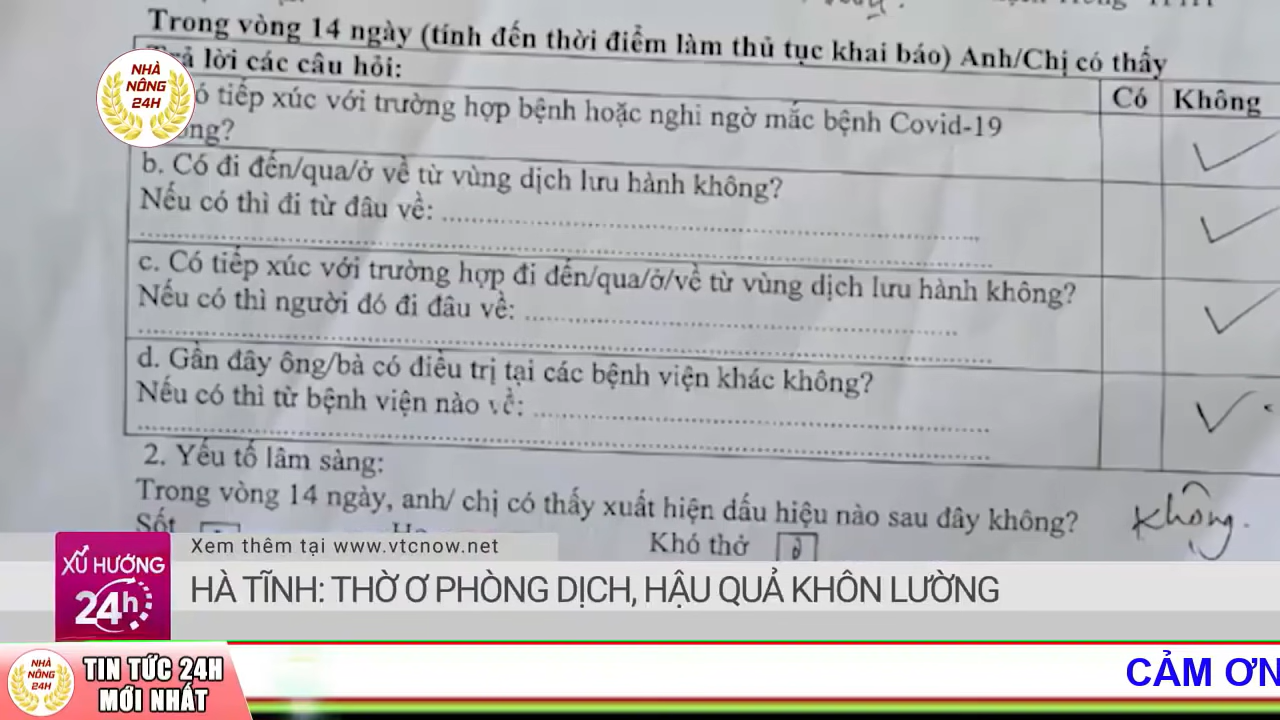 Trong vòng 14 ngày (tính đến thời điểm làm thủ tục khai báo) Anh/Chị có thấy
lời các câu hỏi:
Có Không
NHÀ
NÔNG
24H
tiếp xúc với trường hợp bệnh hoặc nghi ngờ mắc bệnh Covid-19
b. Có đi đến/qua/ở về từ vùng dịch lưu hành không?
Nếu có thì đi từ đâu về:
c. Có tiếp xúc với trường hợp đi đến/qua/ở/về từ vùng dịch lưu hành không?
Nếu có thì người đó đi đâu về:
d. Gần đây ông/bà có điều trị tại các bệnh viện khác không?
Nếu có thì từ bệnh viện nào về:
2. Yếu tố lâm sàng:
Trong vòng 14 ngày, anh/ chị có thấy xuất hiện dấu hiệu nào sau đây không?
Không.
Sốt
Khó thở
XU HƯỚNG
24h
Xem thêm tại www.vtcnow.net
HÀ TĨNH: THỜ Ơ PHÒNG DỊCH, HẬU QUẢ KHÔN LƯỜNG
NHÀ
NÔNG
24H
TIN TỨC 24H
MỚI NHẤT
CẢM ƠN